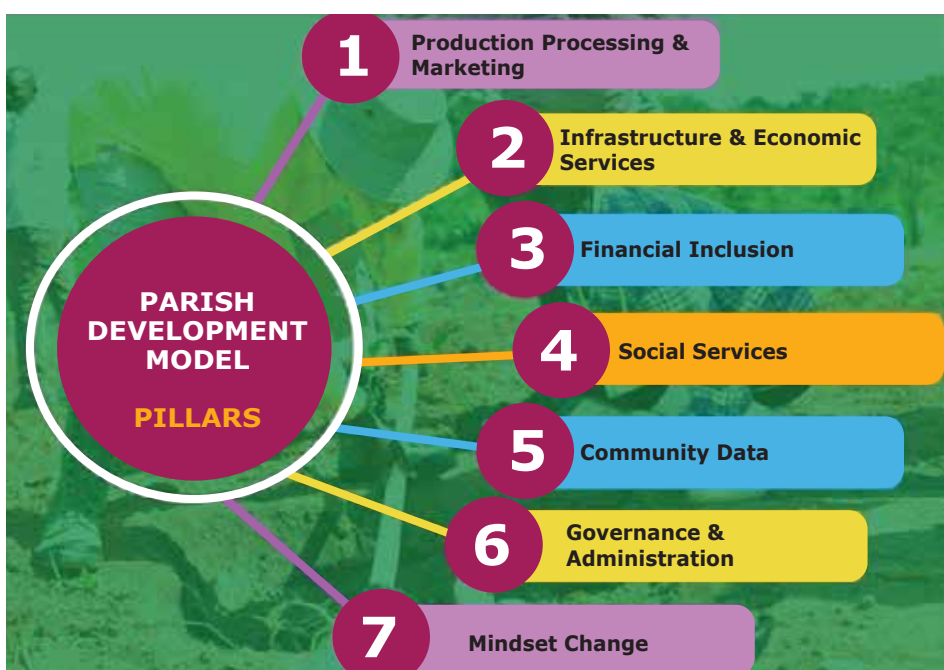 1
Production Processing &
Marketing
2
Infrastructure & Economic
Services
3
Financial Inclusion
PARISH
DEVELOPMENT
MODEL
PILLARS
4
Social Services
5
Community Data
6
Governance &
Administration
7
Mindset Change